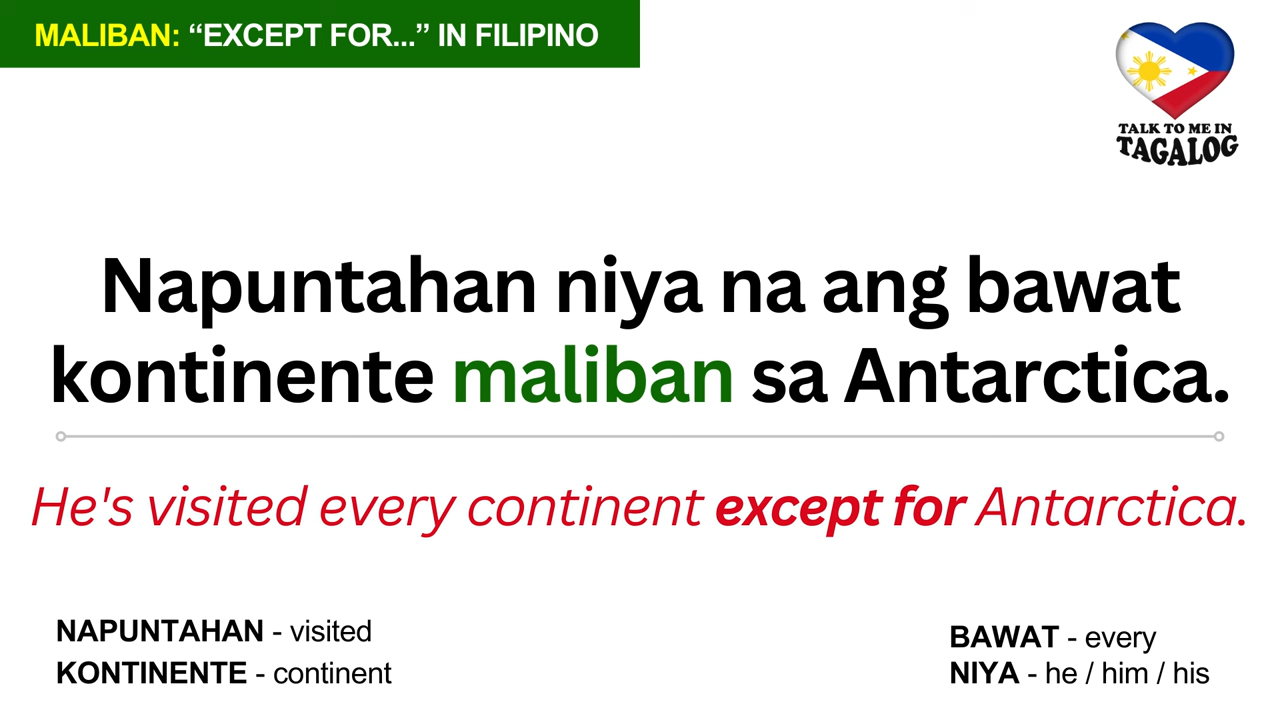 MALIBAN: “EXCEPT FOR...” IN FILIPINO
TALK TO ME IN
TAGALOG
Napuntahan niya na ang bawat
kontinente maliban sa Antarctica.
He's visited every continent except for Antarctica.
NAPUNTAHAN - visited
KONTINENTE - continent
BAWAT - every
NIYA - he / him / his